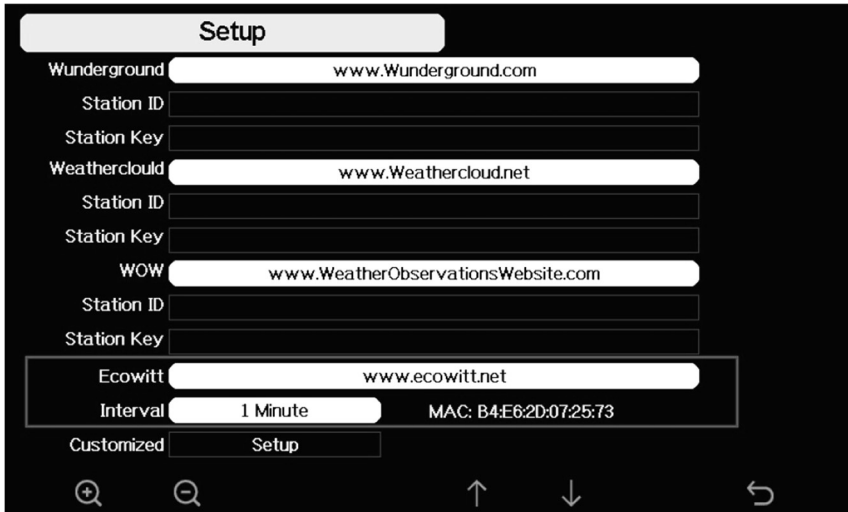 Setup
Wunderground www.Wunderground.com
Station ID
Station Key
Weatherclould www.Weathercloud.net
Station ID
Station Key
WOW www.WeatherObservationsWebsite.com
Station ID
Station Key
Ecowitt www.ecowitt.net
Interval 1 Minute MAC: B4:E6:2D:07:25:73
Customized Setup